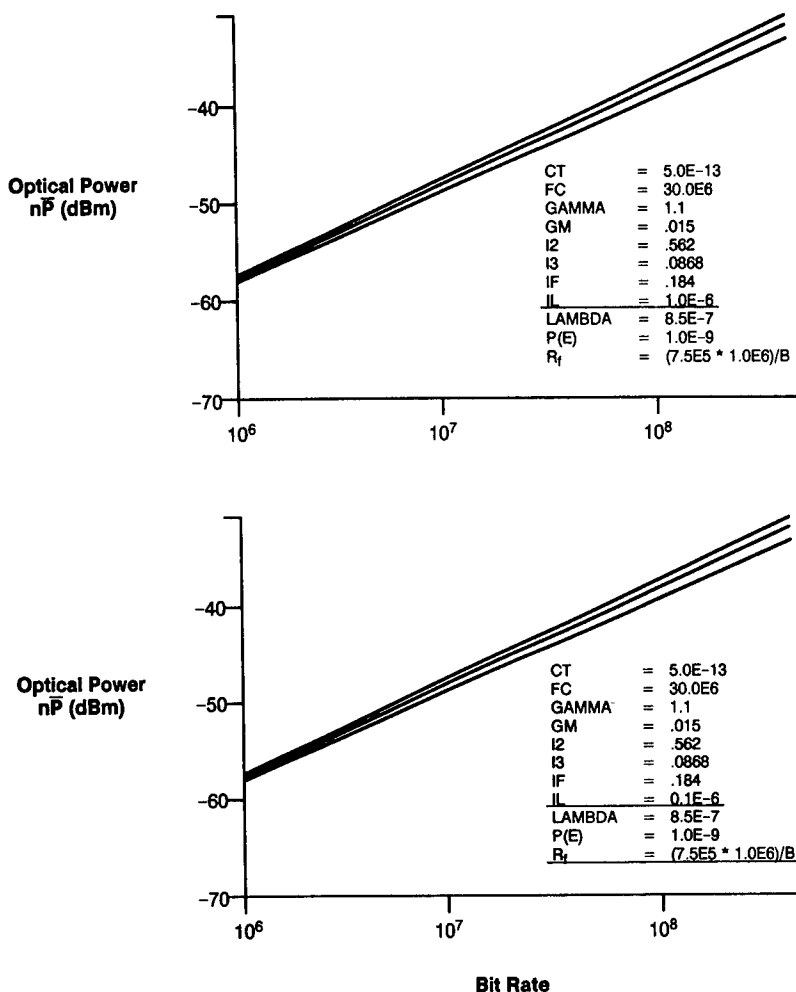 -40
Optical Power
nP̅ (dBm)
-50
-60
-70
CT = 5.0E-13
FC = 30.0E6
GAMMA = 1.1
GM = .015
I2 = .562
I3 = .0868
IF = .184
IL = 1.0E-6
LAMBDA = 8.5E-7
P(E) = 1.0E-9
Rf = (7.5E5 * 1.0E6)/B
10⁶ 10⁷ 10⁸
-40
Optical Power
nP̅ (dBm)
-50
-60
-70
CT = 5.0E-13
FC = 30.0E6
GAMMA = 1.1
GM = .015
I2 = .562
I3 = .0868
IF = .184
IL = 0.1E-6
LAMBDA = 8.5E-7
P(E) = 1.0E-9
Rf = (7.5E5 * 1.0E6)/B
10⁶ 10⁷ 10⁸
Bit Rate